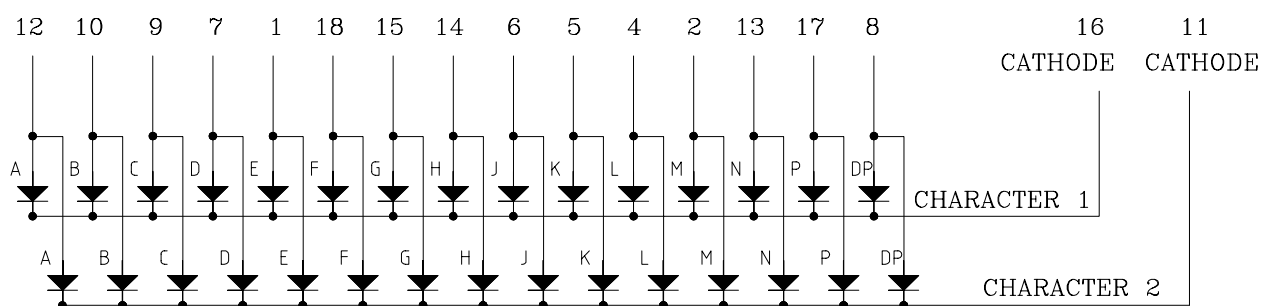 12 10 9 7 1 18 15 14 6 5 4 2 13 17 8 16 11
CATHODE CATHODE
A B C D E F G H J K L M N P DP
CHARACTER 1
A B C D E F G H J K L M N P DP
CHARACTER 2